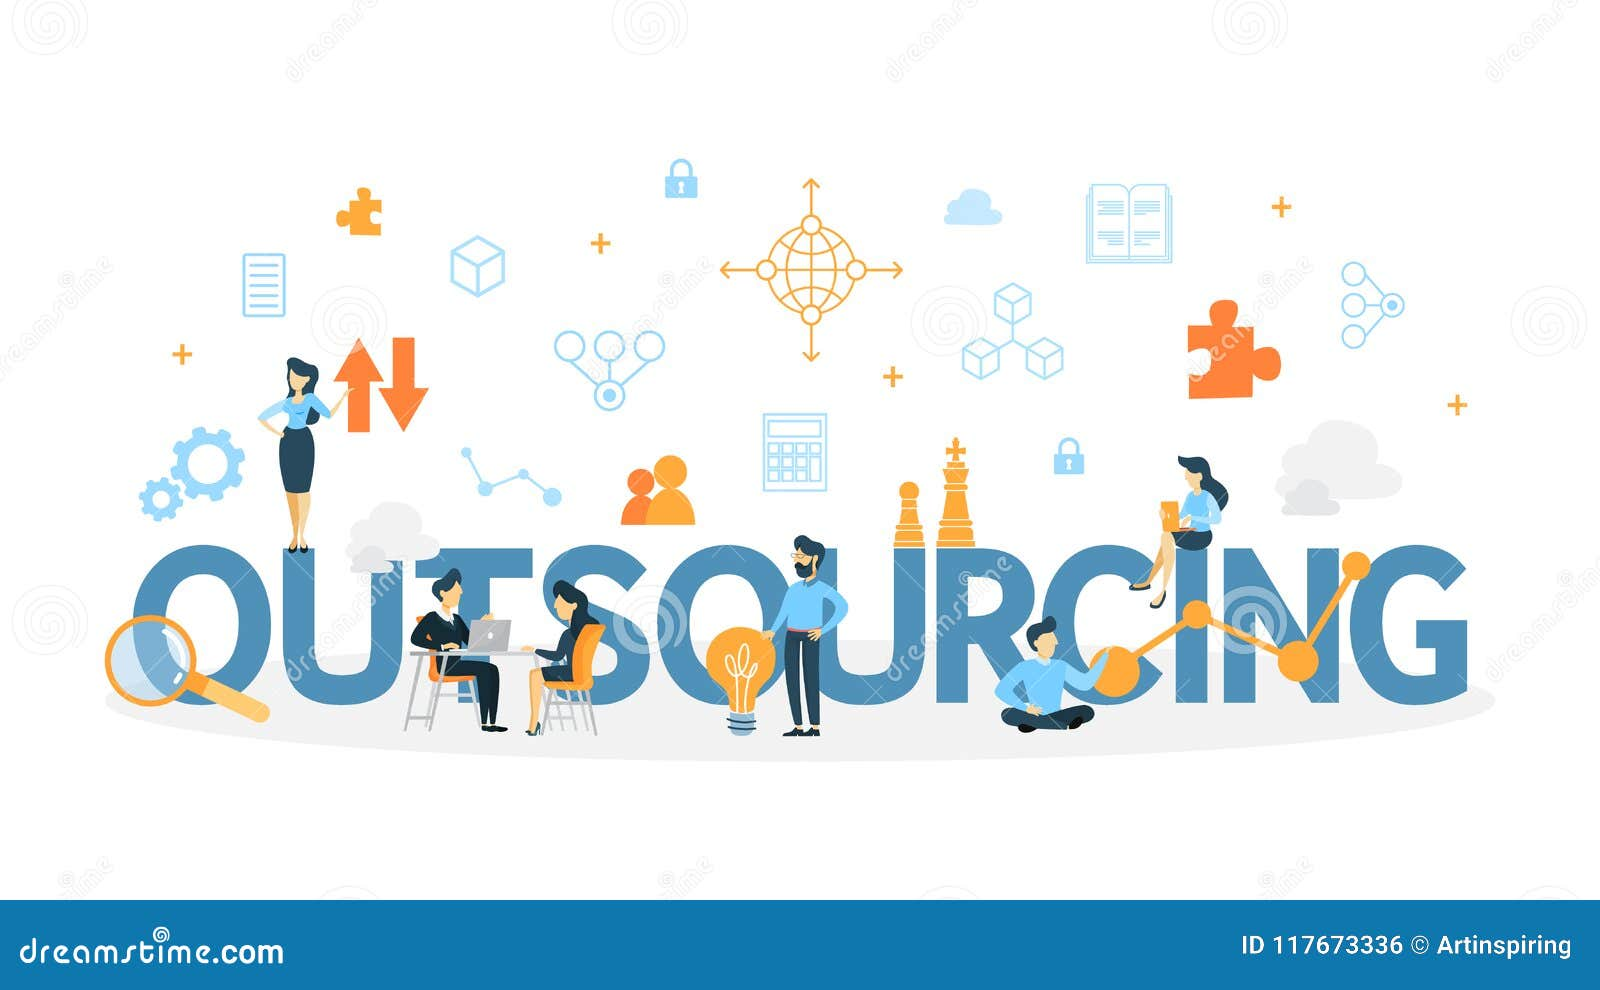 OUTSOURCING
dreamstime.com
ID 117673336 © Artinspiring